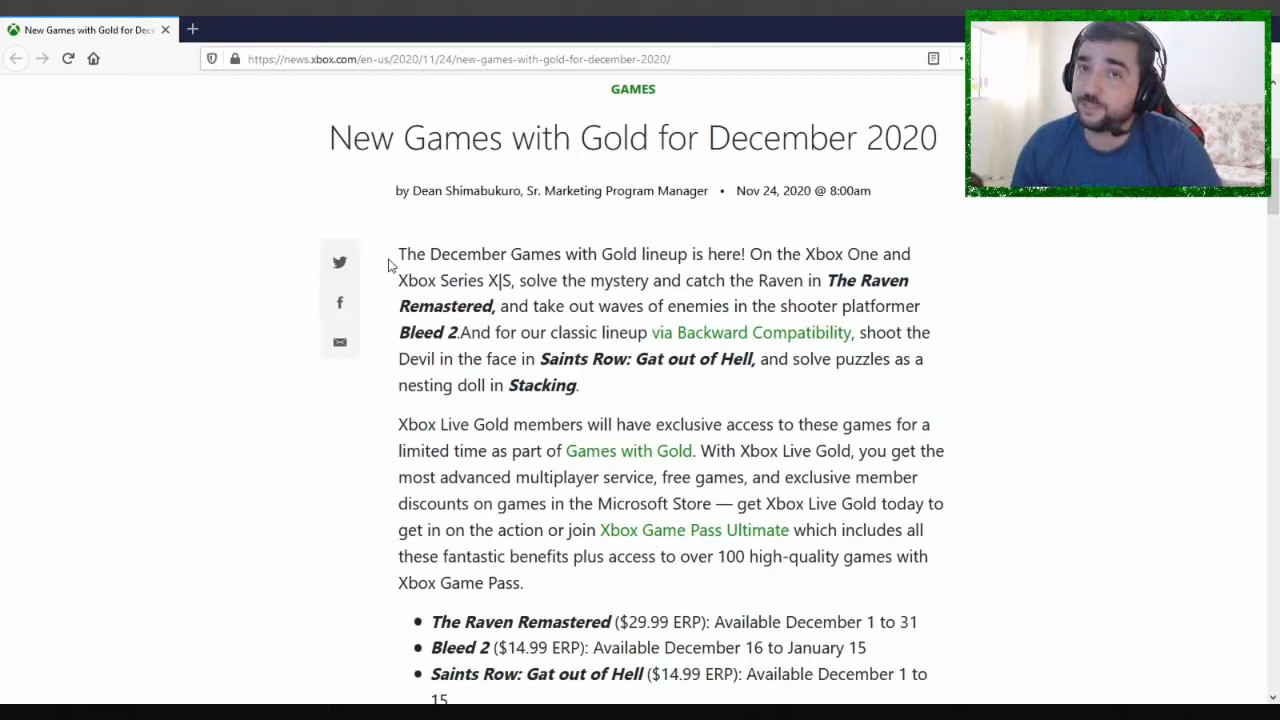 New Games with Gold for Dece
https://news.xbox.com/en-us/2020/11/24/new-games-with-gold-for-december-2020/
GAMES
New Games with Gold for December 2020
by Dean Shimabukuro, Sr. Marketing Program Manager • Nov 24, 2020 @ 8:00am
The December Games with Gold lineup is here! On the Xbox One and
Xbox Series X|S, solve the mystery and catch the Raven in The Raven
Remastered, and take out waves of enemies in the shooter platformer
Bleed 2.And for our classic lineup via Backward Compatibility, shoot the
Devil in the face in Saints Row: Gat out of Hell, and solve puzzles as a
nesting doll in Stacking.
Xbox Live Gold members will have exclusive access to these games for a
limited time as part of Games with Gold. With Xbox Live Gold, you get the
most advanced multiplayer service, free games, and exclusive member
discounts on games in the Microsoft Store — get Xbox Live Gold today to
get in on the action or join Xbox Game Pass Ultimate which includes all
these fantastic benefits plus access to over 100 high-quality games with
Xbox Game Pass.
• The Raven Remastered ($29.99 ERP): Available December 1 to 31
• Bleed 2 ($14.99 ERP): Available December 16 to January 15
• Saints Row: Gat out of Hell ($14.99 ERP): Available December 1 to
15